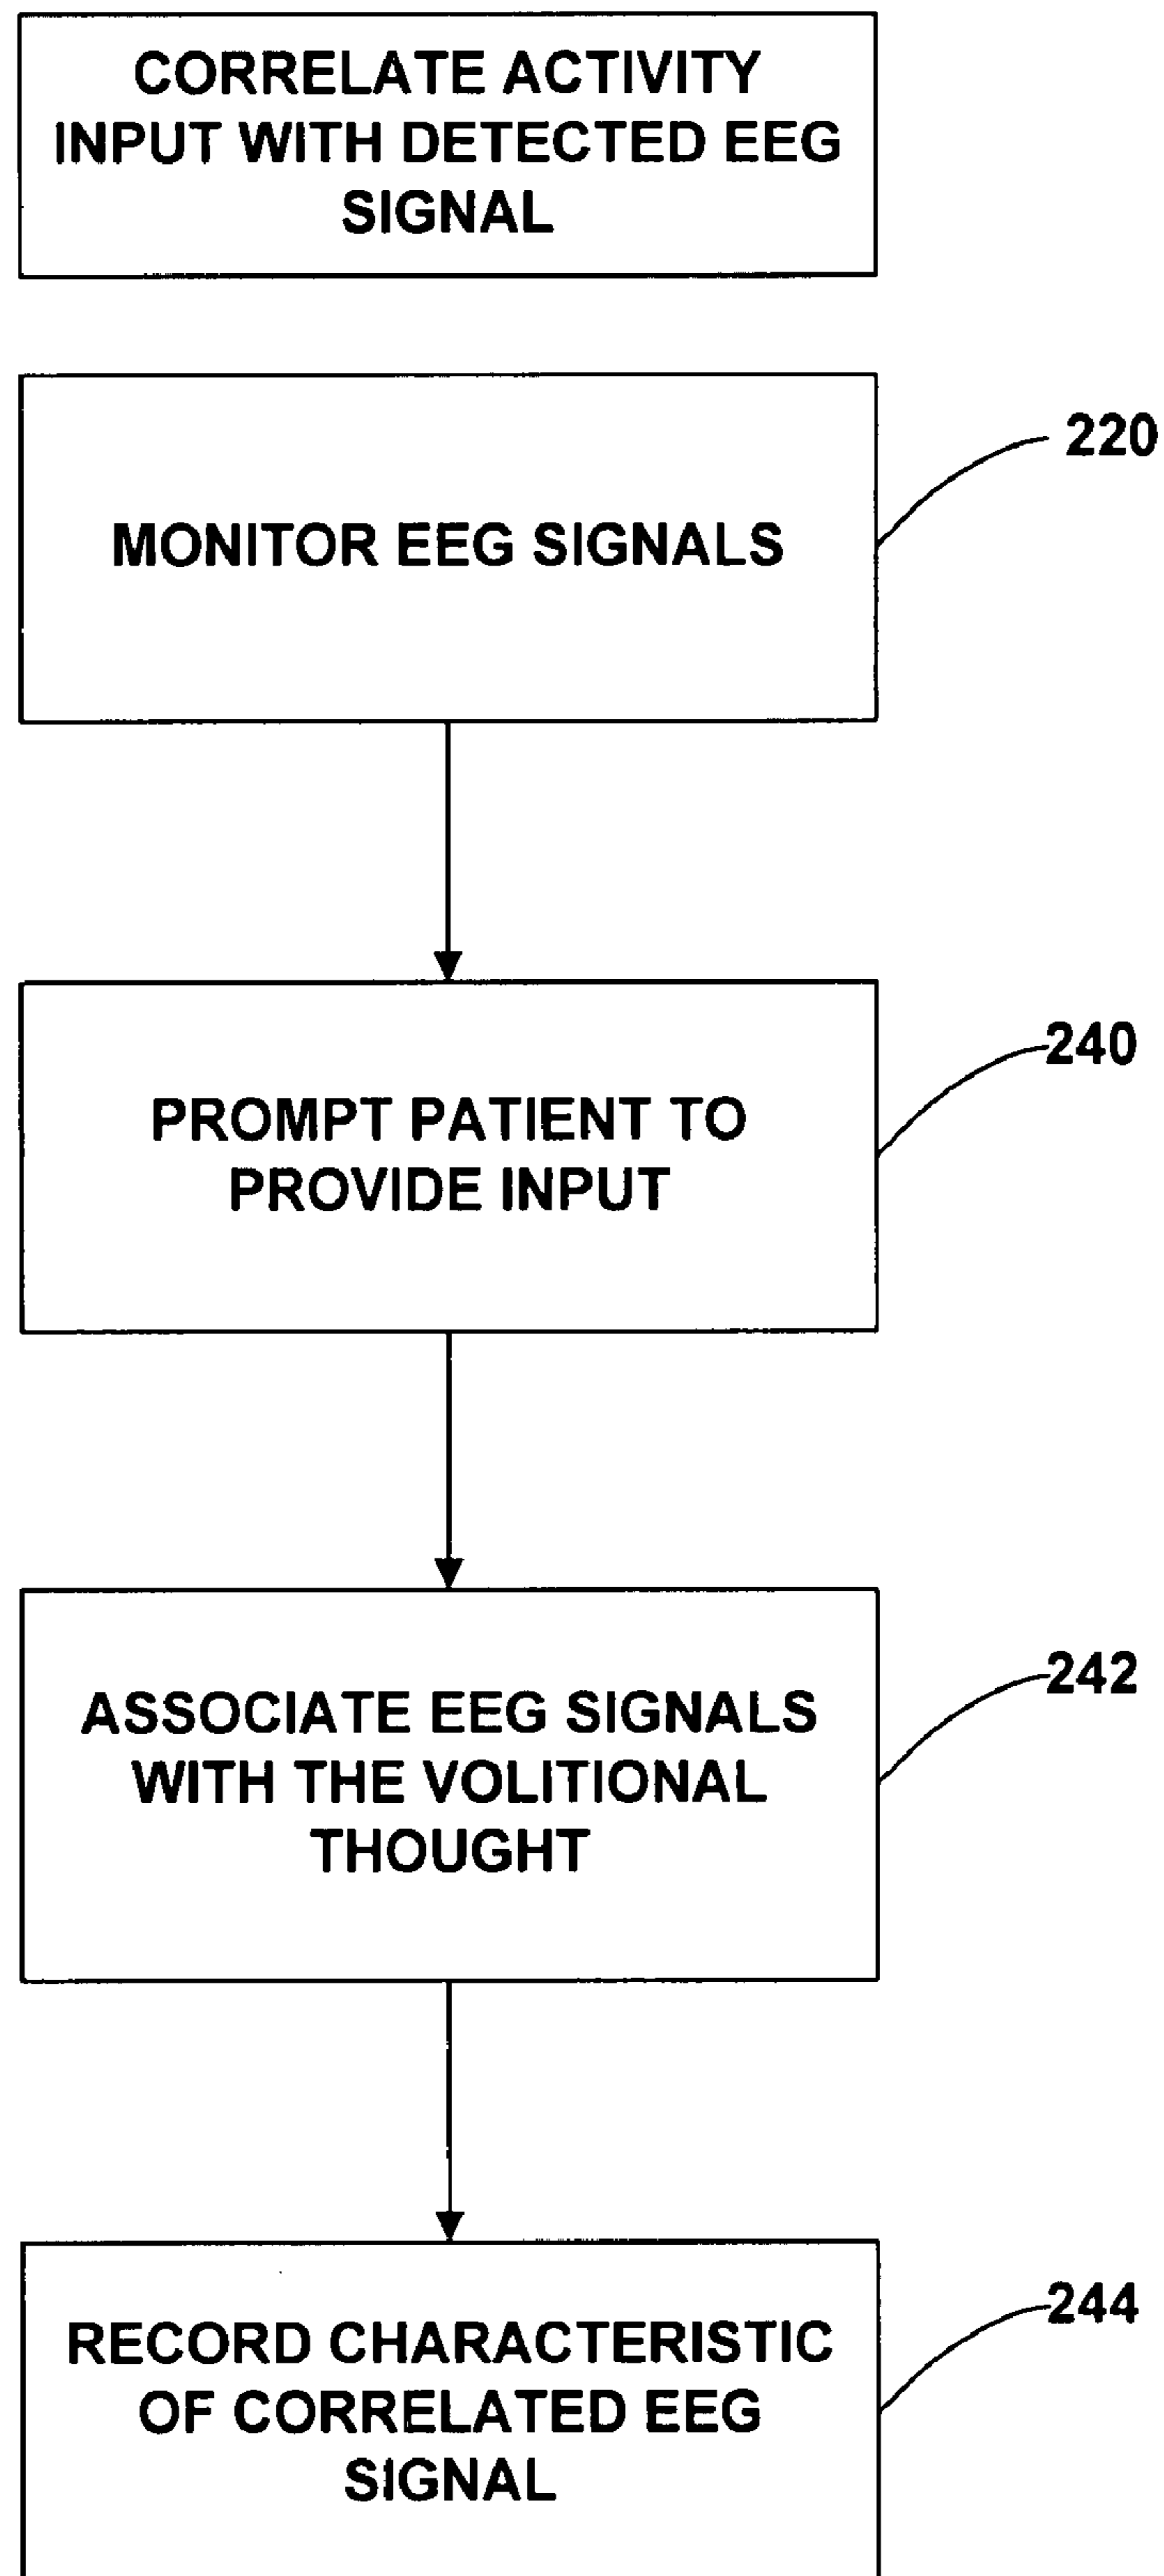 CORRELATE ACTIVITY
INPUT WITH DETECTED EEG
SIGNAL
220
MONITOR EEG SIGNALS
240
PROMPT PATIENT TO
PROVIDE INPUT
242
ASSOCIATE EEG SIGNALS
WITH THE VOLITIONAL
THOUGHT
244
RECORD CHARACTERISTIC
OF CORRELATED EEG
SIGNAL